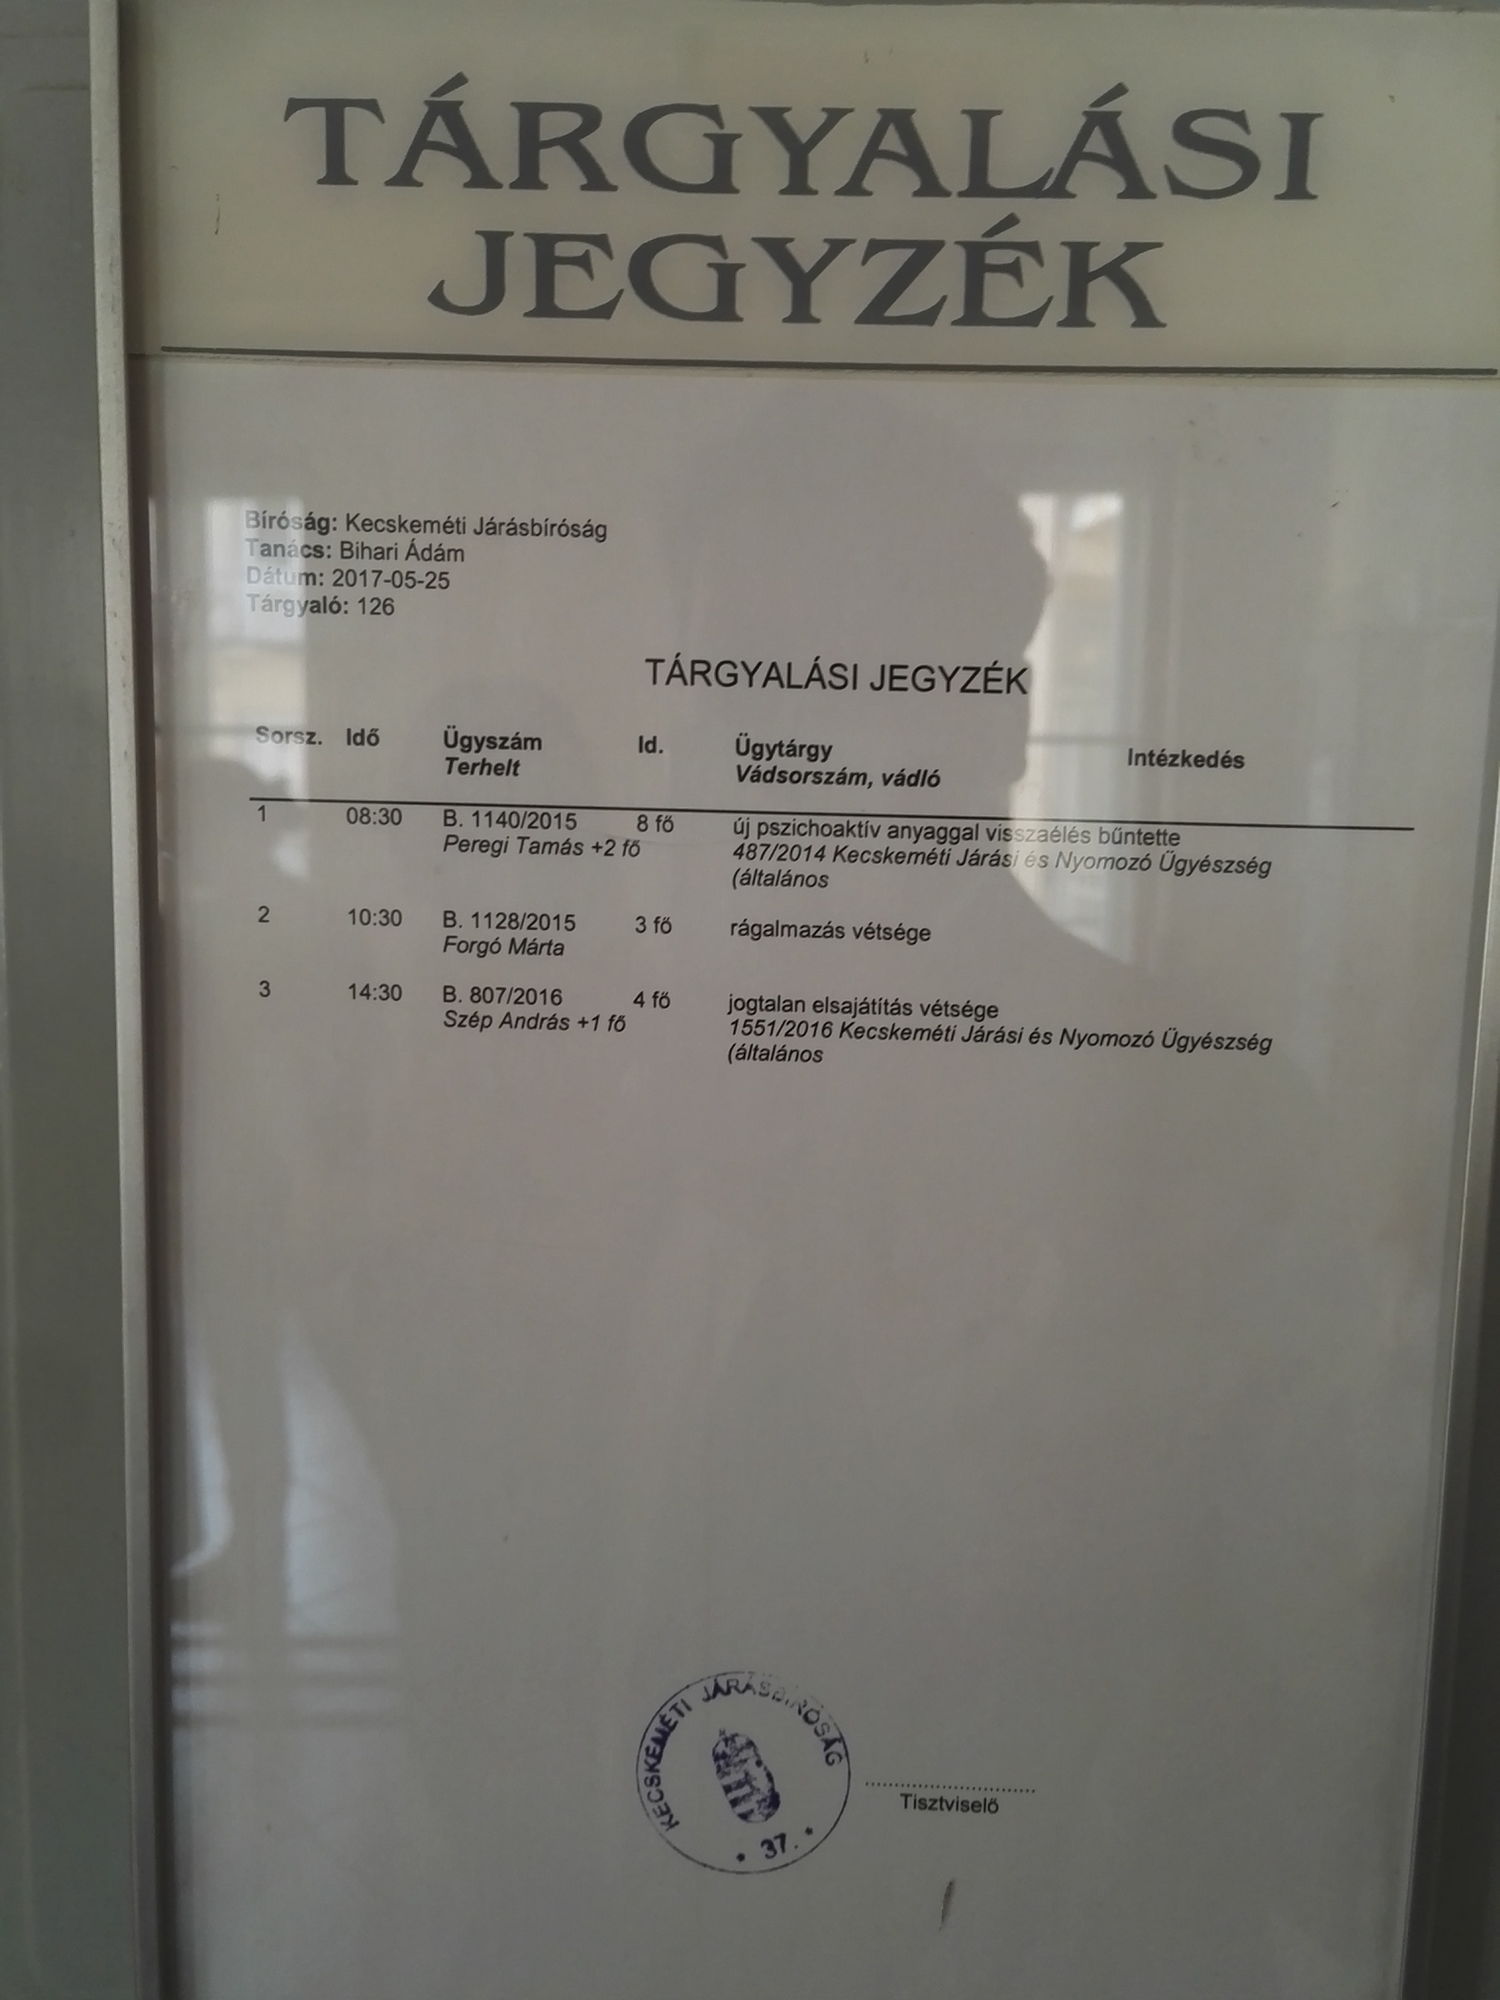 TÁRGYALÁSI
JEGYZÉK
Bíróság: Kecskeméti Járásbíróság
Tanács: Bihari Ádám
Dátum: 2017-05-25
Tárgyaló: 126
TÁRGYALÁSI JEGYZÉK
Sorsz. Idő Ügyszám Id. Ügytárgy Intézkedés
Terhelt Vádsorszám, vádló
1 08:30 B. 1140/2015 8 fő új pszichoaktív anyaggal visszaélés bűntette
Peregi Tamás +2 fő 487/2014 Kecskeméti Járási és Nyomozó Ügyészség
(általános
2 10:30 B. 1128/2015 3 fő rágalmazás vétsége
Forgó Márta
3 14:30 B. 807/2016 4 fő jogtalan elsajátítás vétsége
Szép András +1 fő 1551/2016 Kecskeméti Járási és Nyomozó Ügyészség
(általános
KECSKEMÉTI JÁRÁSBÍRÓSÁG
* 37. *
Tisztviselő